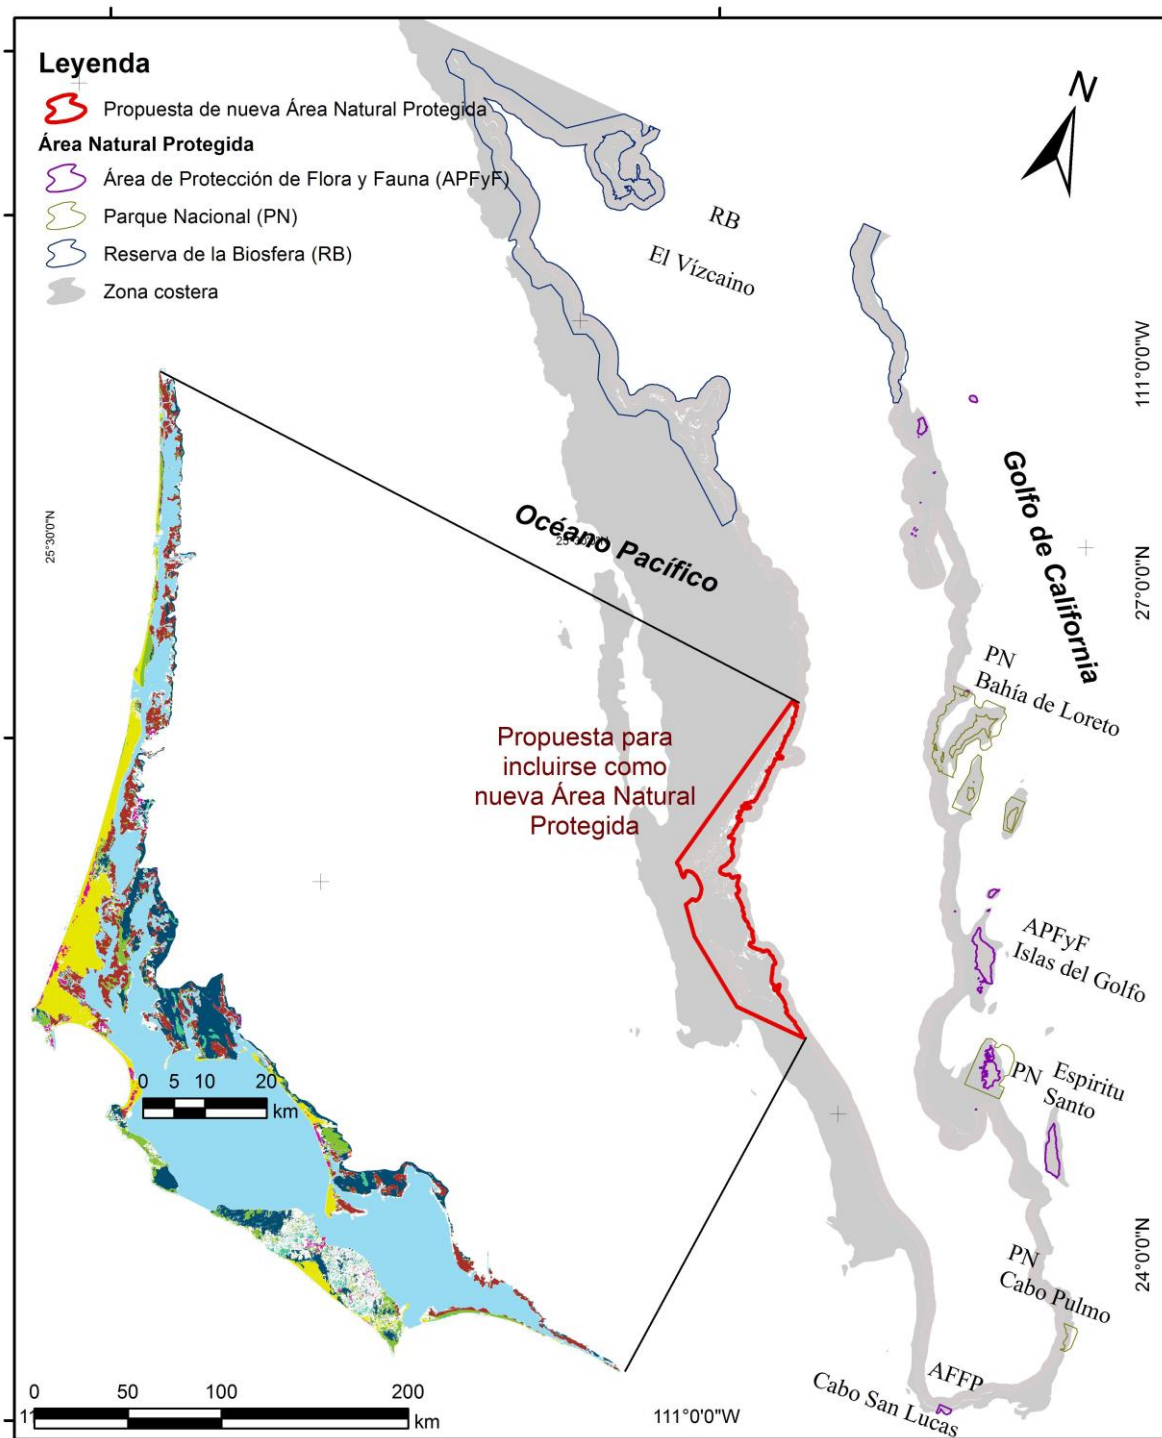 Leyenda
Propuesta de nueva Área Natural Protegida
Área Natural Protegida
Área de Protección de Flora y Fauna (APFyF)
Parque Nacional (PN)
Reserva de la Biosfera (RB)
Zona costera
N
RB
El Vízcaino
111°0'0"W
25°30'0"N
Océano Pacífico
Golfo de California
27°0'0"N
PN
Bahía de Loreto
Propuesta para
incluirse como
nueva Área Natural
Protegida
APFyF
Islas del Golfo
PN Espiritu
Santo
0 5 10 20
km
24°0'0"N
PN
Cabo Pulmo
AFFP
Cabo San Lucas
0 50 100 200
km
111°0'0"W